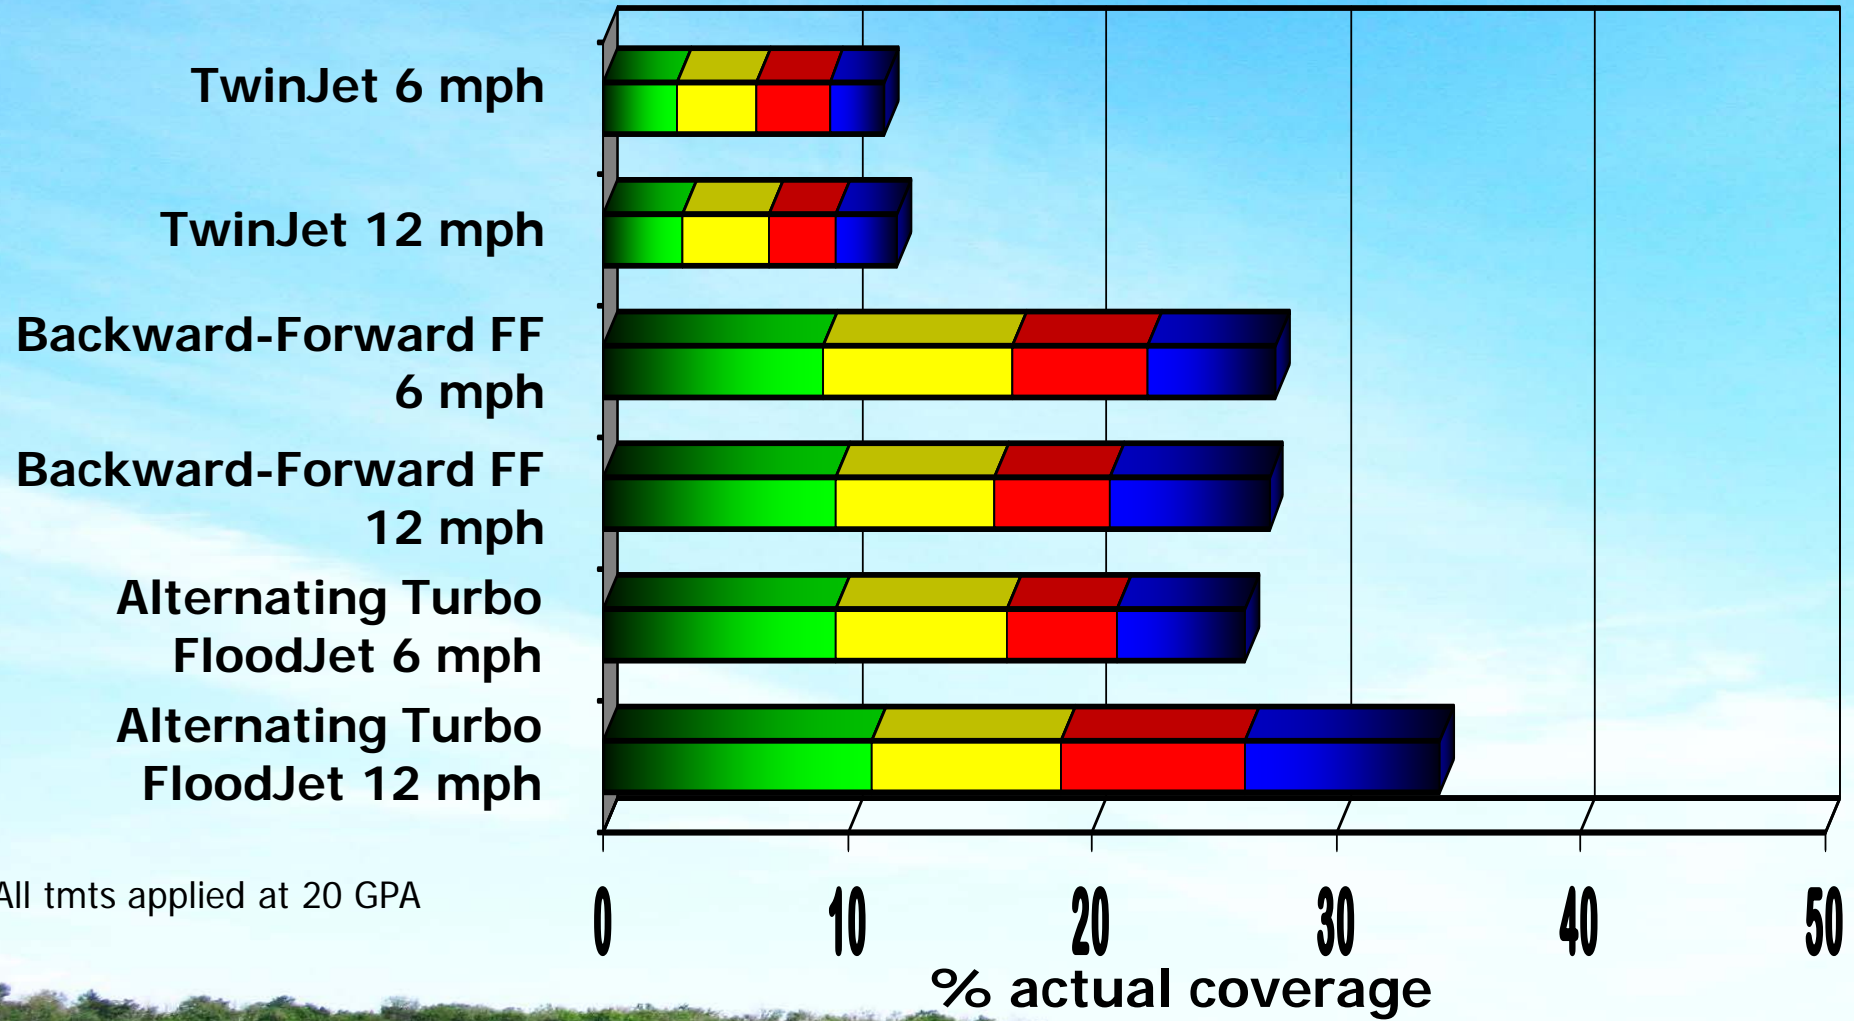 TwinJet 6 mph
TwinJet 12 mph
Backward-Forward FF
6 mph
Backward-Forward FF
12 mph
Alternating Turbo
FloodJet 6 mph
Alternating Turbo
FloodJet 12 mph
All tmts applied at 20 GPA
0 10 20 30 40 50
% actual coverage